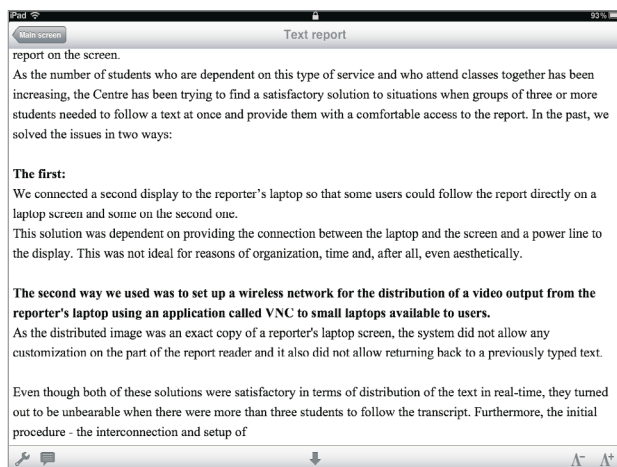 iPad 93%
Main screen Text report
report on the screen.
As the number of students who are dependent on this type of service and who attend classes together has been
increasing, the Centre has been trying to find a satisfactory solution to situations when groups of three or more
students needed to follow a text at once and provide them with a comfortable access to the report. In the past, we
solved the issues in two ways:
The first:
We connected a second display to the reporter's laptop so that some users could follow the report directly on a
laptop screen and some on the second one.
This solution was dependent on providing the connection between the laptop and the screen and a power line to
the display. This was not ideal for reasons of organization, time and, after all, even aesthetically.
The second way we used was to set up a wireless network for the distribution of a video output from the
reporter's laptop using an application called VNC to small laptops available to users.
As the distributed image was an exact copy of a reporter's laptop screen, the system did not allow any
customization on the part of the report reader and it also did not allow returning back to a previously typed text.
Even though both of these solutions were satisfactory in terms of distribution of the text in real-time, they turned
out to be unbearable when there were more than three students to follow the transcript. Furthermore, the initial
procedure - the interconnection and setup of
A- A+